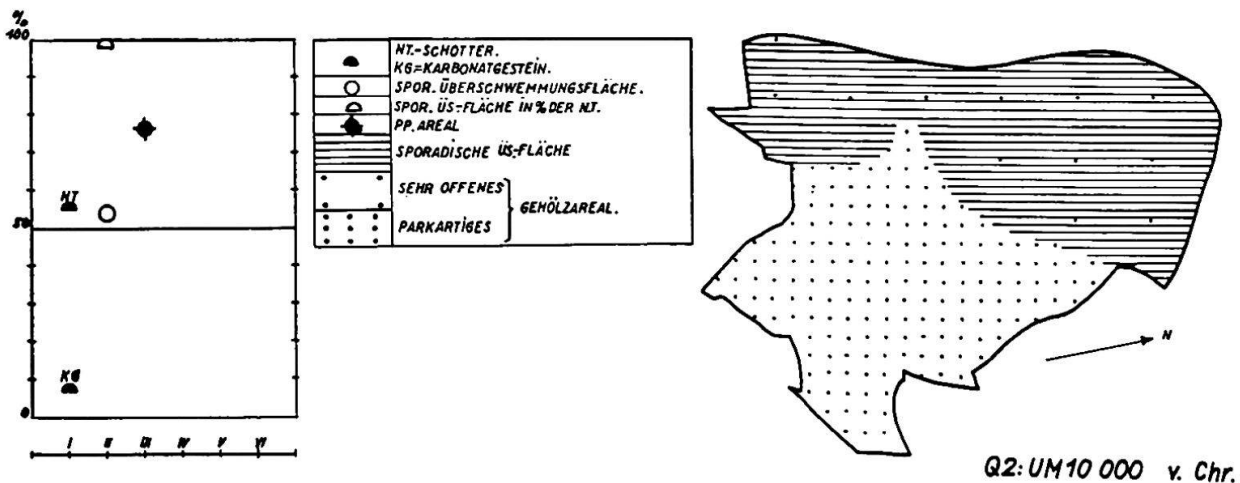 %
100
NT
50
KG
0
I II III IV V VI
NT.-SCHOTTER.
KG=KARBONATGESTEIN.
SPOR. ÜBERSCHWEMMUNGSFLÄCHE.
SPOR. ÜS-FLÄCHE IN % DER N.T.
PP. AREAL
SPORADISCHE ÜS-FLÄCHE
SEHR OFFENES
GEHÖLZAREAL.
PARKARTIGES
N
Q2: UM 10 000 v. Chr.